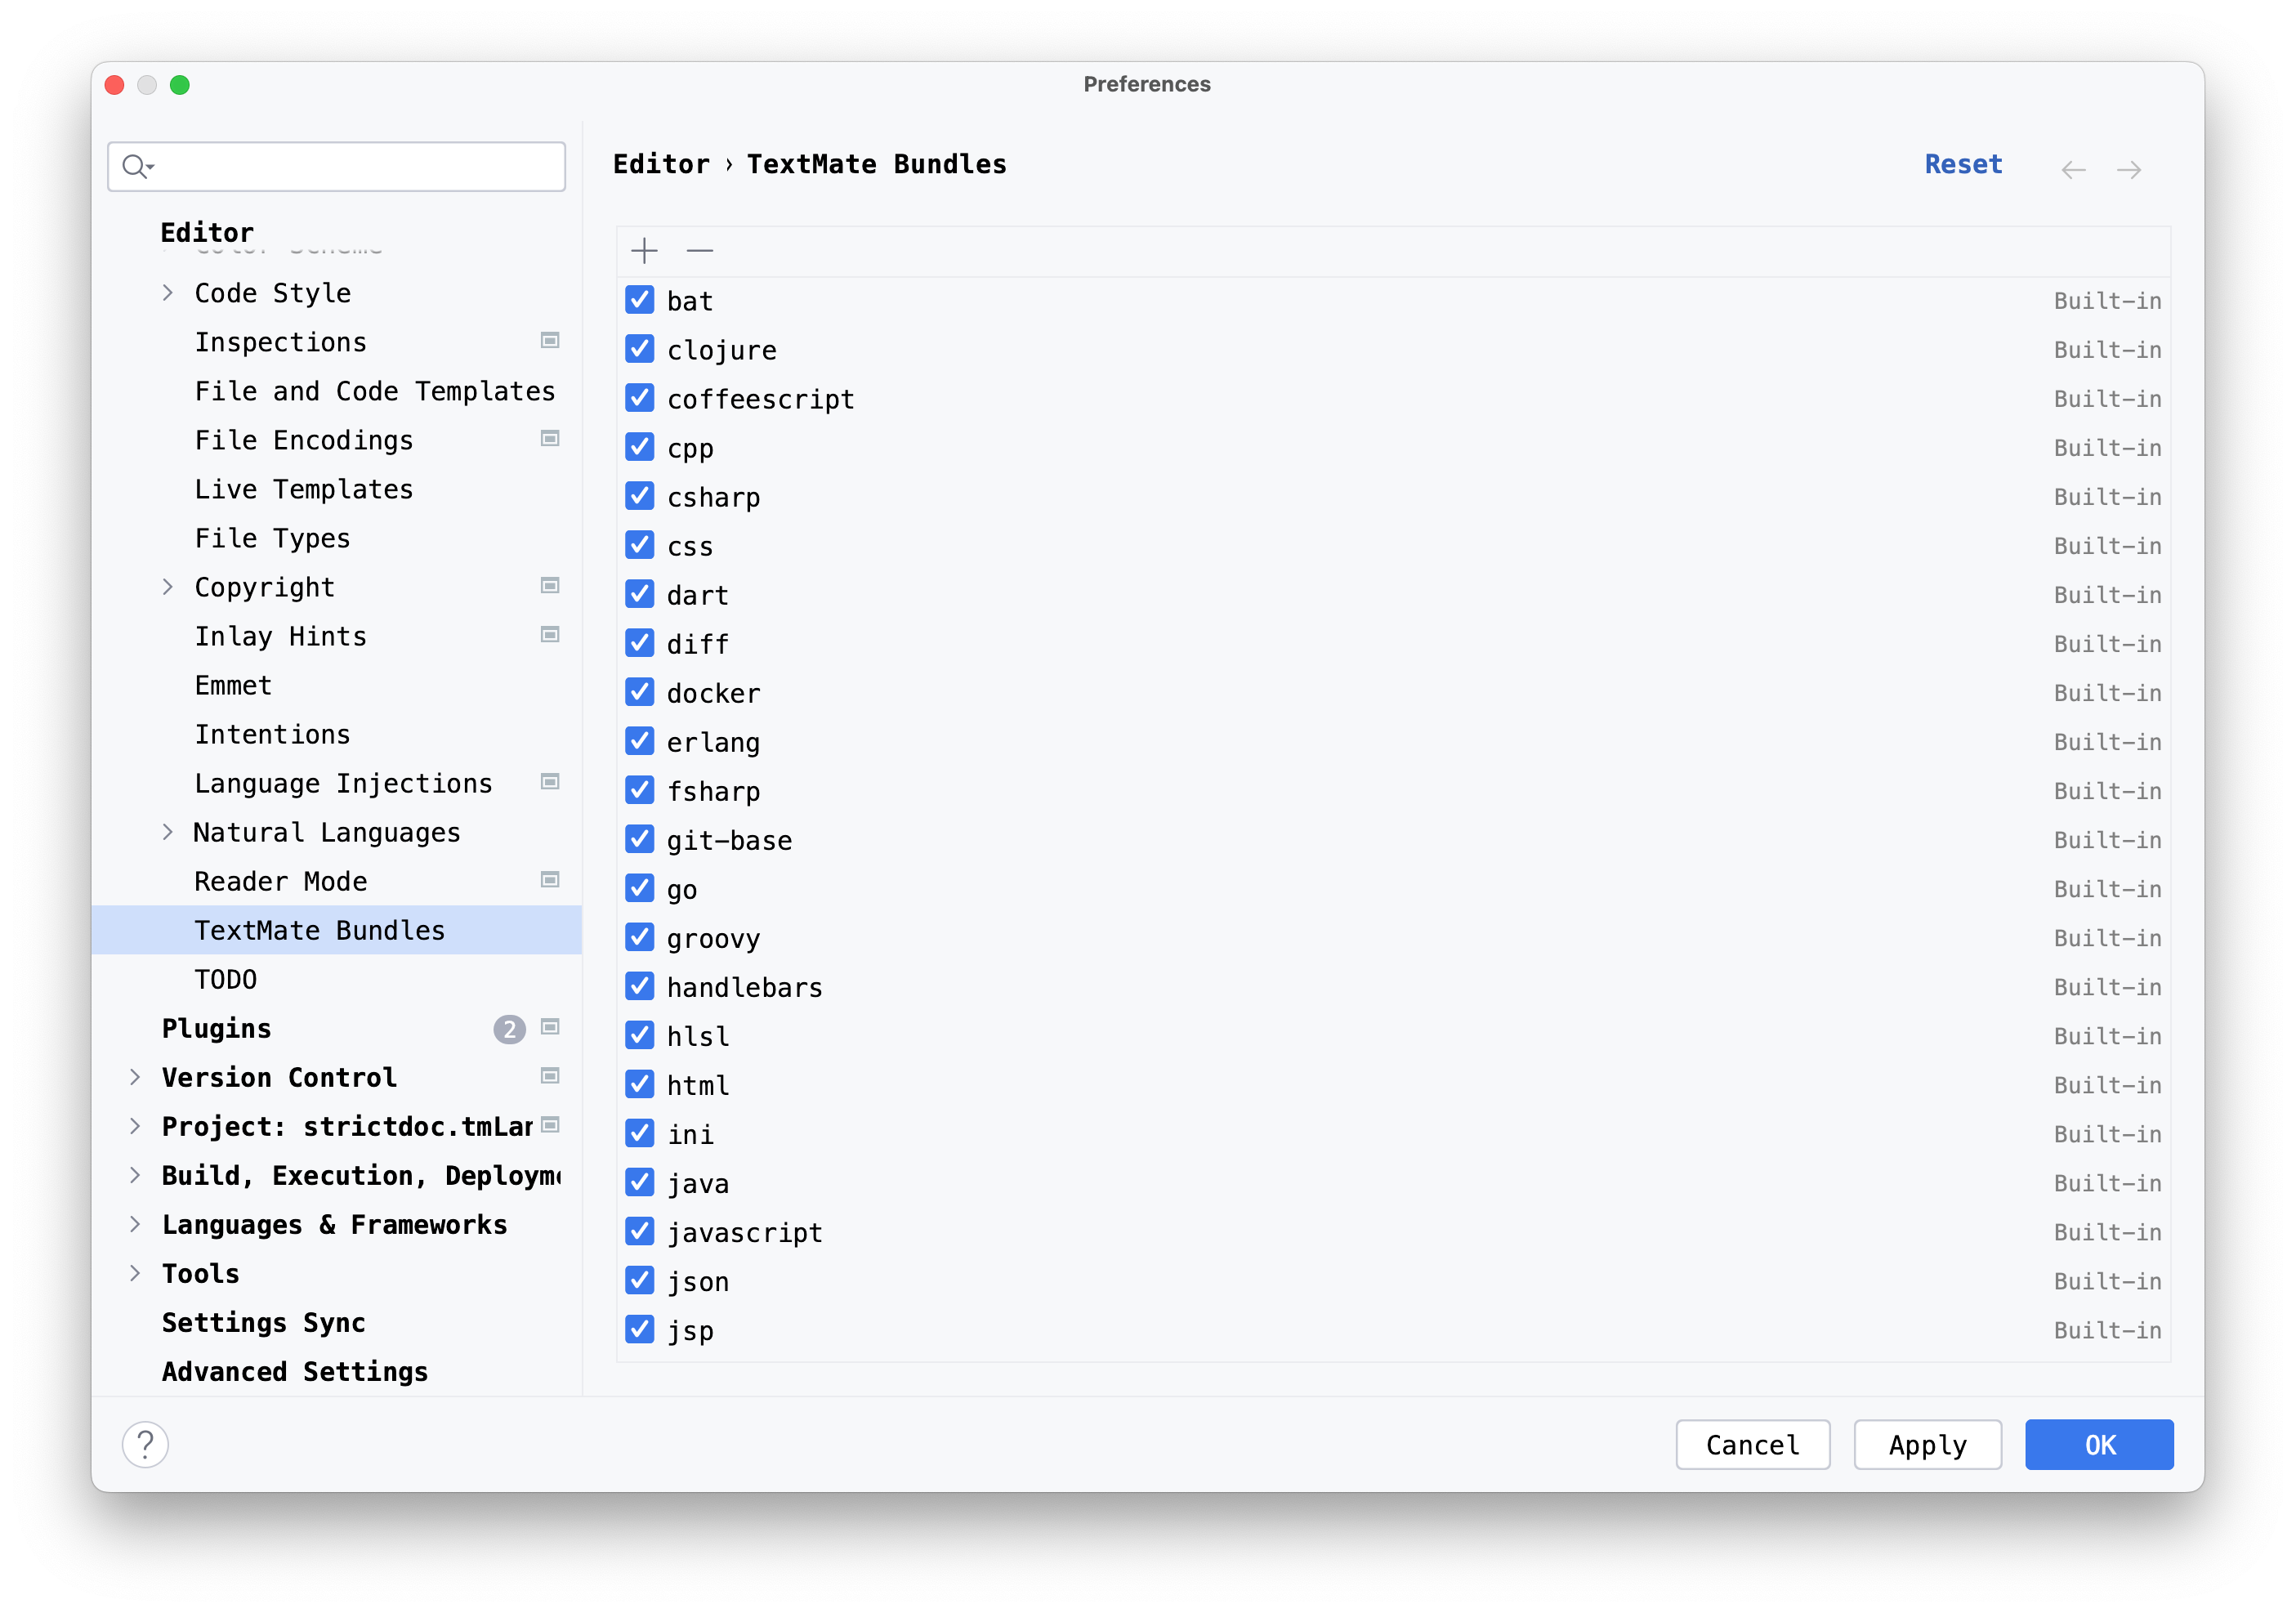 Preferences
Editor
Color Scheme
Code Style
Inspections
File and Code Templates
File Encodings
Live Templates
File Types
Copyright
Inlay Hints
Emmet
Intentions
Language Injections
Natural Languages
Reader Mode
TextMate Bundles
TODO
Plugins 2
Version Control
Project: strictdoc.tmLan
Build, Execution, Deployme
Languages & Frameworks
Tools
Settings Sync
Advanced Settings
Editor › TextMate Bundles
Reset
bat Built-in
clojure Built-in
coffeescript Built-in
cpp Built-in
csharp Built-in
css Built-in
dart Built-in
diff Built-in
docker Built-in
erlang Built-in
fsharp Built-in
git-base Built-in
go Built-in
groovy Built-in
handlebars Built-in
hlsl Built-in
html Built-in
ini Built-in
java Built-in
javascript Built-in
json Built-in
jsp Built-in
?
Cancel Apply OK